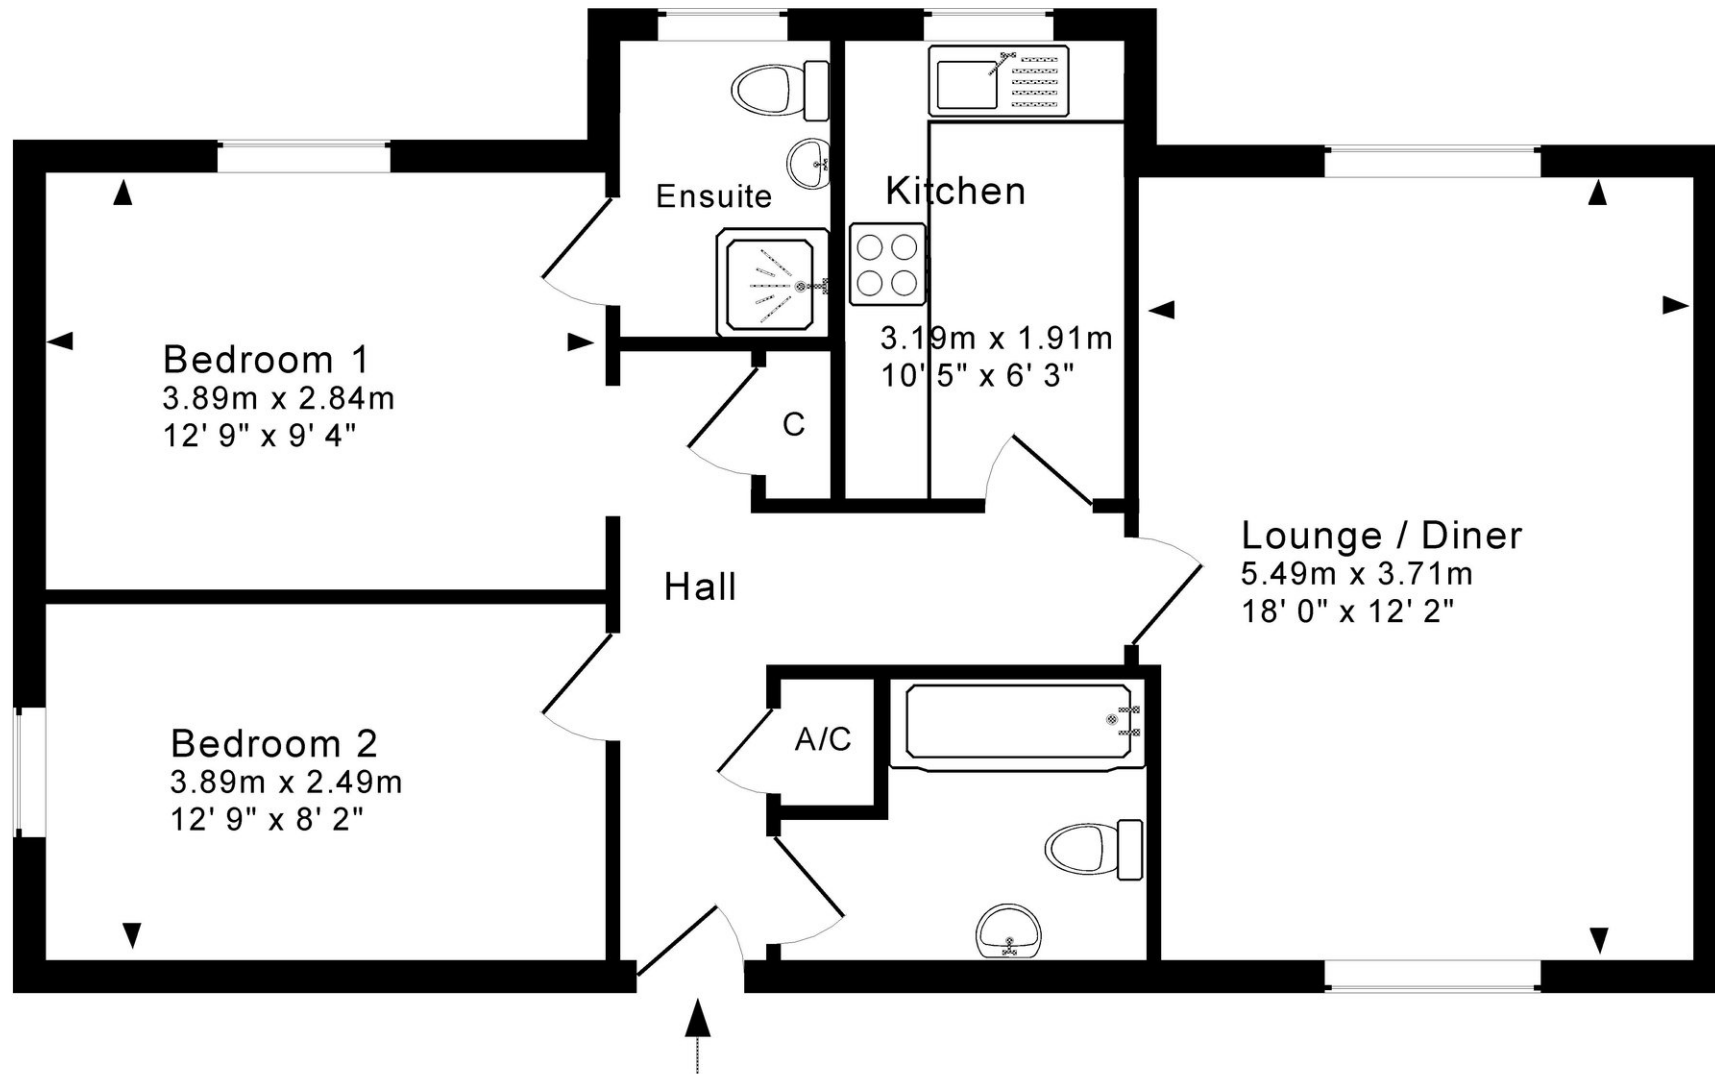 Ensuite
Kitchen
3.19m x 1.91m
10' 5" x 6' 3"
Bedroom 1
3.89m x 2.84m
12' 9" x 9' 4"
C
Lounge / Diner
5.49m x 3.71m
18' 0" x 12' 2"
Hall
Bedroom 2
3.89m x 2.49m
12' 9" x 8' 2"
A/C